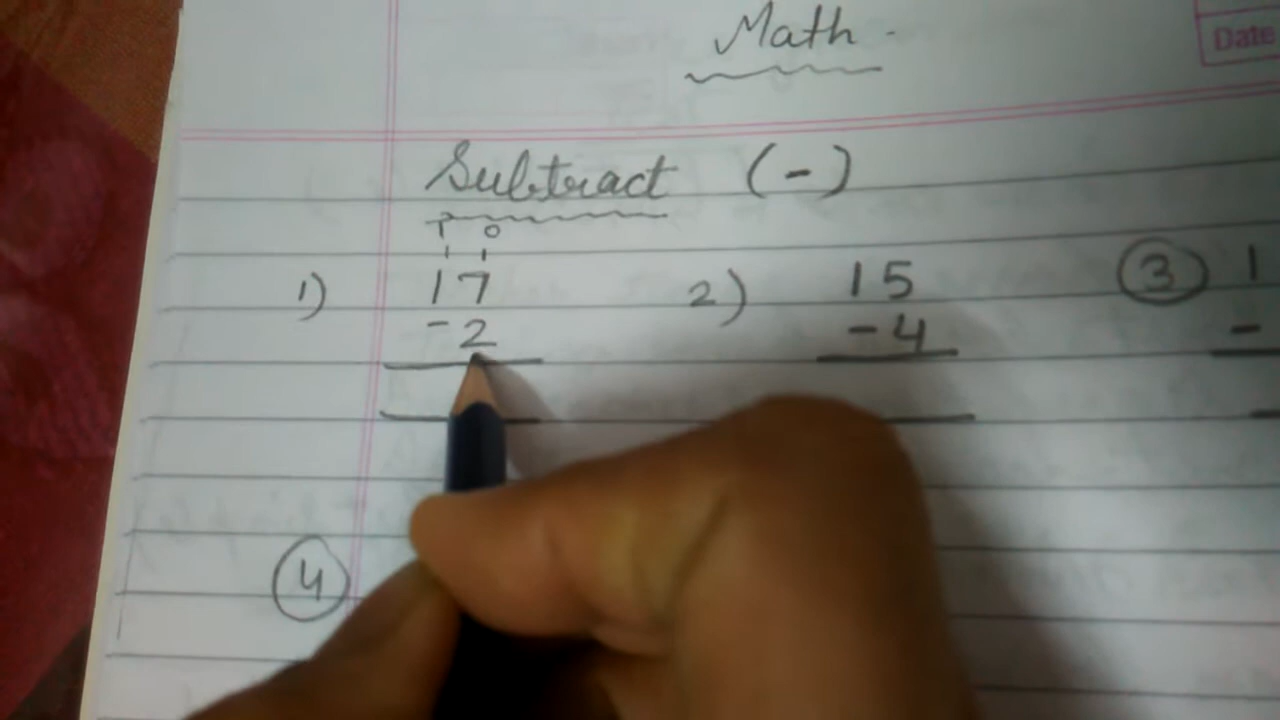 Math.
Date
Subtract (-)
T O
1) 17 2) 15 3 1
-2 -4 -
4